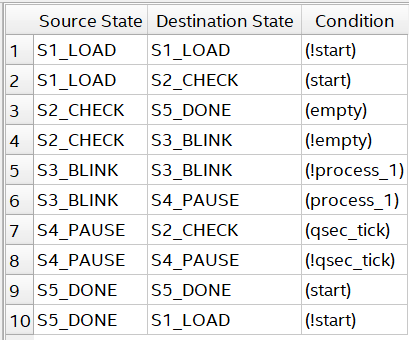 Source State Destination State Condition
1 S1_LOAD S1_LOAD (!start)
2 S1_LOAD S2_CHECK (start)
3 S2_CHECK S5_DONE (empty)
4 S2_CHECK S3_BLINK (!empty)
5 S3_BLINK S3_BLINK (!process_1)
6 S3_BLINK S4_PAUSE (process_1)
7 S4_PAUSE S2_CHECK (qsec_tick)
8 S4_PAUSE S4_PAUSE (!qsec_tick)
9 S5_DONE S5_DONE (start)
10 S5_DONE S1_LOAD (!start)